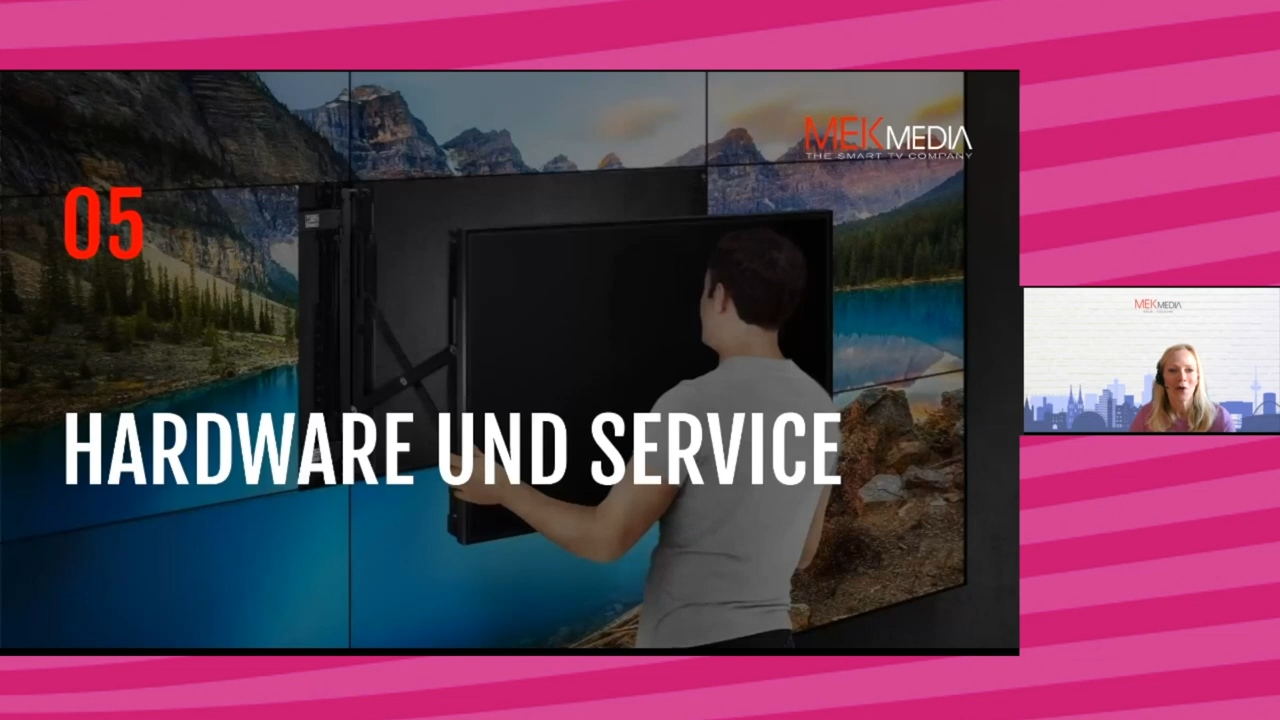 MEKMEDIA
THE SMART TV COMPANY
05
HARDWARE UND SERVICE
MEKMEDIA